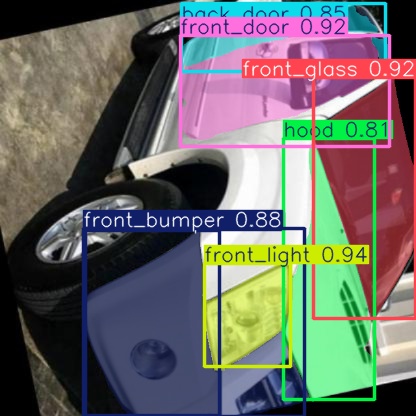 back_door 0.85
front_door 0.92
front_glass 0.92
hood 0.81
front_bumper 0.88
front_light 0.94